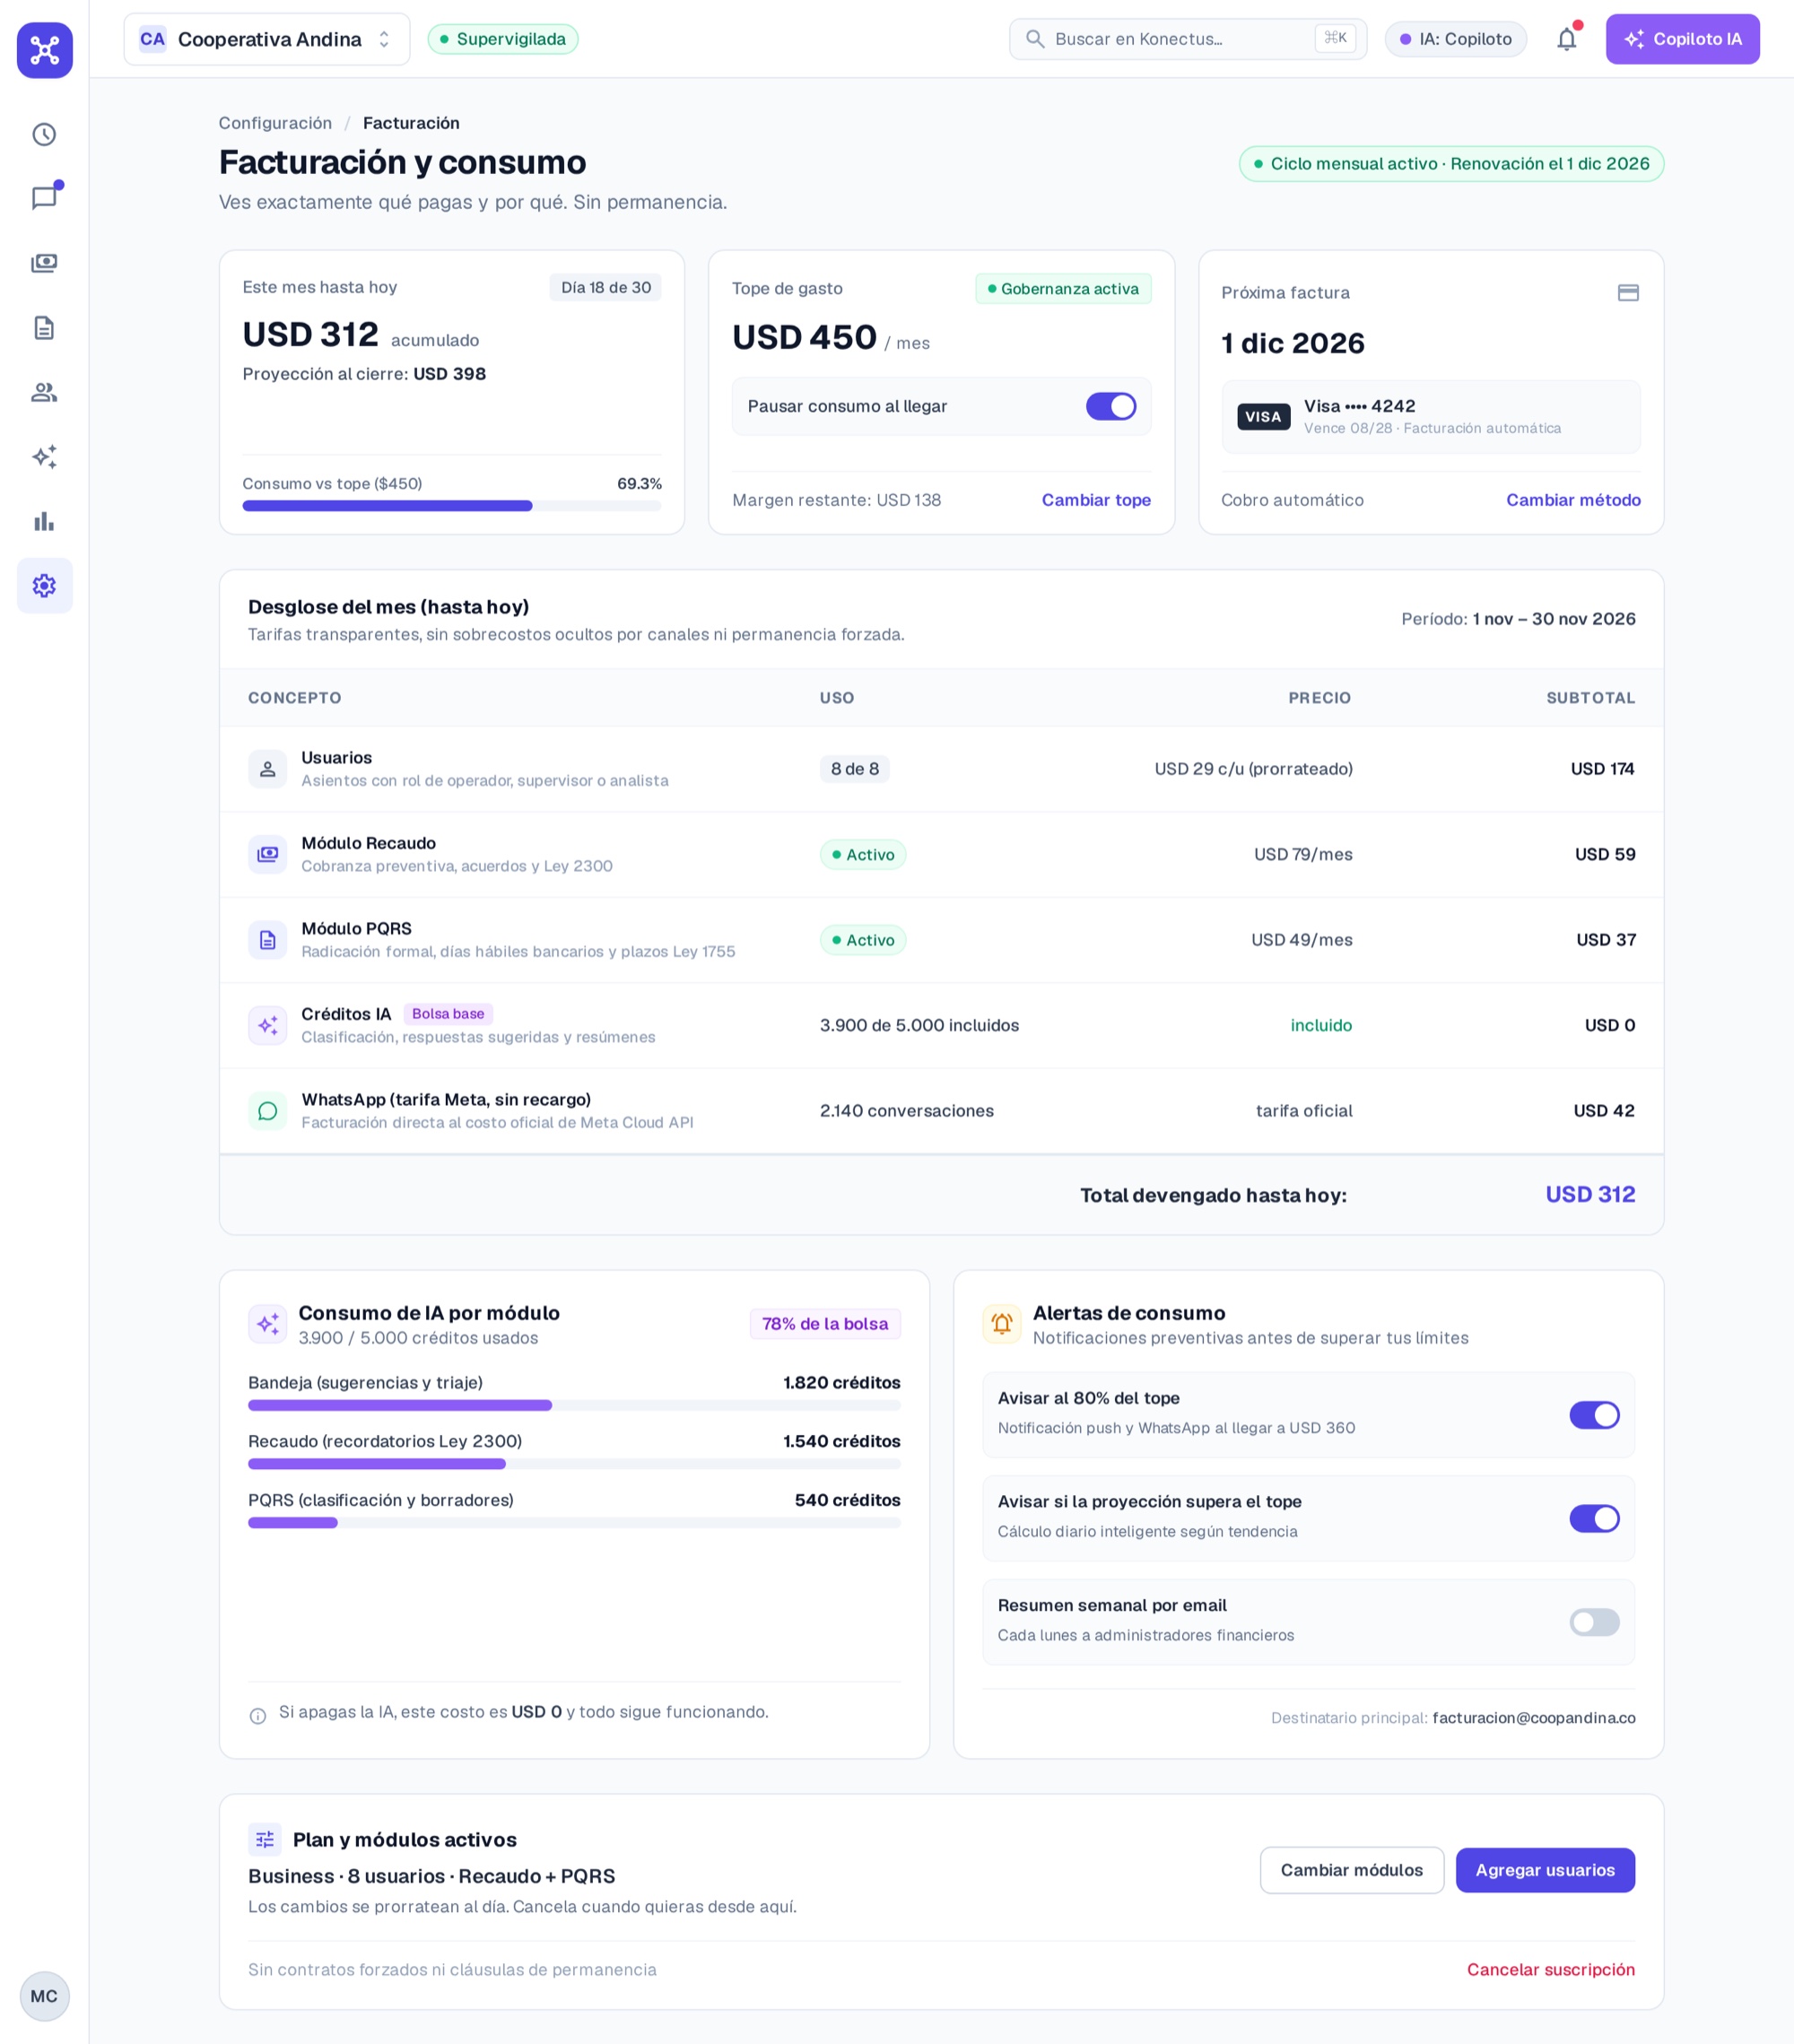 CA Cooperativa Andina
Supervigilada
Buscar en Konectus...
⌘K
IA: Copiloto
Copiloto IA
Configuración / Facturación
Facturación y consumo
Ves exactamente qué pagas y por qué. Sin permanencia.
Ciclo mensual activo · Renovación el 1 dic 2026
Este mes hasta hoy
Día 18 de 30
USD 312 acumulado
Proyección al cierre: USD 398
Consumo vs tope ($450)
69.3%
Tope de gasto
Gobernanza activa
USD 450 / mes
Pausar consumo al llegar
Margen restante: USD 138
Cambiar tope
Próxima factura
1 dic 2026
VISA
Visa •••• 4242
Vence 08/28 · Facturación automática
Cobro automático
Cambiar método
Desglose del mes (hasta hoy)
Tarifas transparentes, sin sobrecostos ocultos por canales ni permanencia forzada.
Período: 1 nov – 30 nov 2026
CONCEPTO USO PRECIO SUBTOTAL
Usuarios
Asientos con rol de operador, supervisor o analista
8 de 8
USD 29 c/u (prorrateado)
USD 174
Módulo Recaudo
Cobranza preventiva, acuerdos y Ley 2300
Activo
USD 79/mes
USD 59
Módulo PQRS
Radicación formal, días hábiles bancarios y plazos Ley 1755
Activo
USD 49/mes
USD 37
Créditos IA Bolsa base
Clasificación, respuestas sugeridas y resúmenes
3.900 de 5.000 incluidos
incluido
USD 0
WhatsApp (tarifa Meta, sin recargo)
Facturación directa al costo oficial de Meta Cloud API
2.140 conversaciones
tarifa oficial
USD 42
Total devengado hasta hoy: USD 312
Consumo de IA por módulo
3.900 / 5.000 créditos usados
78% de la bolsa
Bandeja (sugerencias y triaje) 1.820 créditos
Recaudo (recordatorios Ley 2300) 1.540 créditos
PQRS (clasificación y borradores) 540 créditos
Si apagas la IA, este costo es USD 0 y todo sigue funcionando.
Alertas de consumo
Notificaciones preventivas antes de superar tus límites
Avisar al 80% del tope
Notificación push y WhatsApp al llegar a USD 360
Avisar si la proyección supera el tope
Cálculo diario inteligente según tendencia
Resumen semanal por email
Cada lunes a administradores financieros
Destinatario principal: facturacion@coopandina.co
Plan y módulos activos
Business · 8 usuarios · Recaudo + PQRS
Los cambios se prorratean al día. Cancela cuando quieras desde aquí.
Cambiar módulos
Agregar usuarios
Sin contratos forzados ni cláusulas de permanencia
Cancelar suscripción
MC